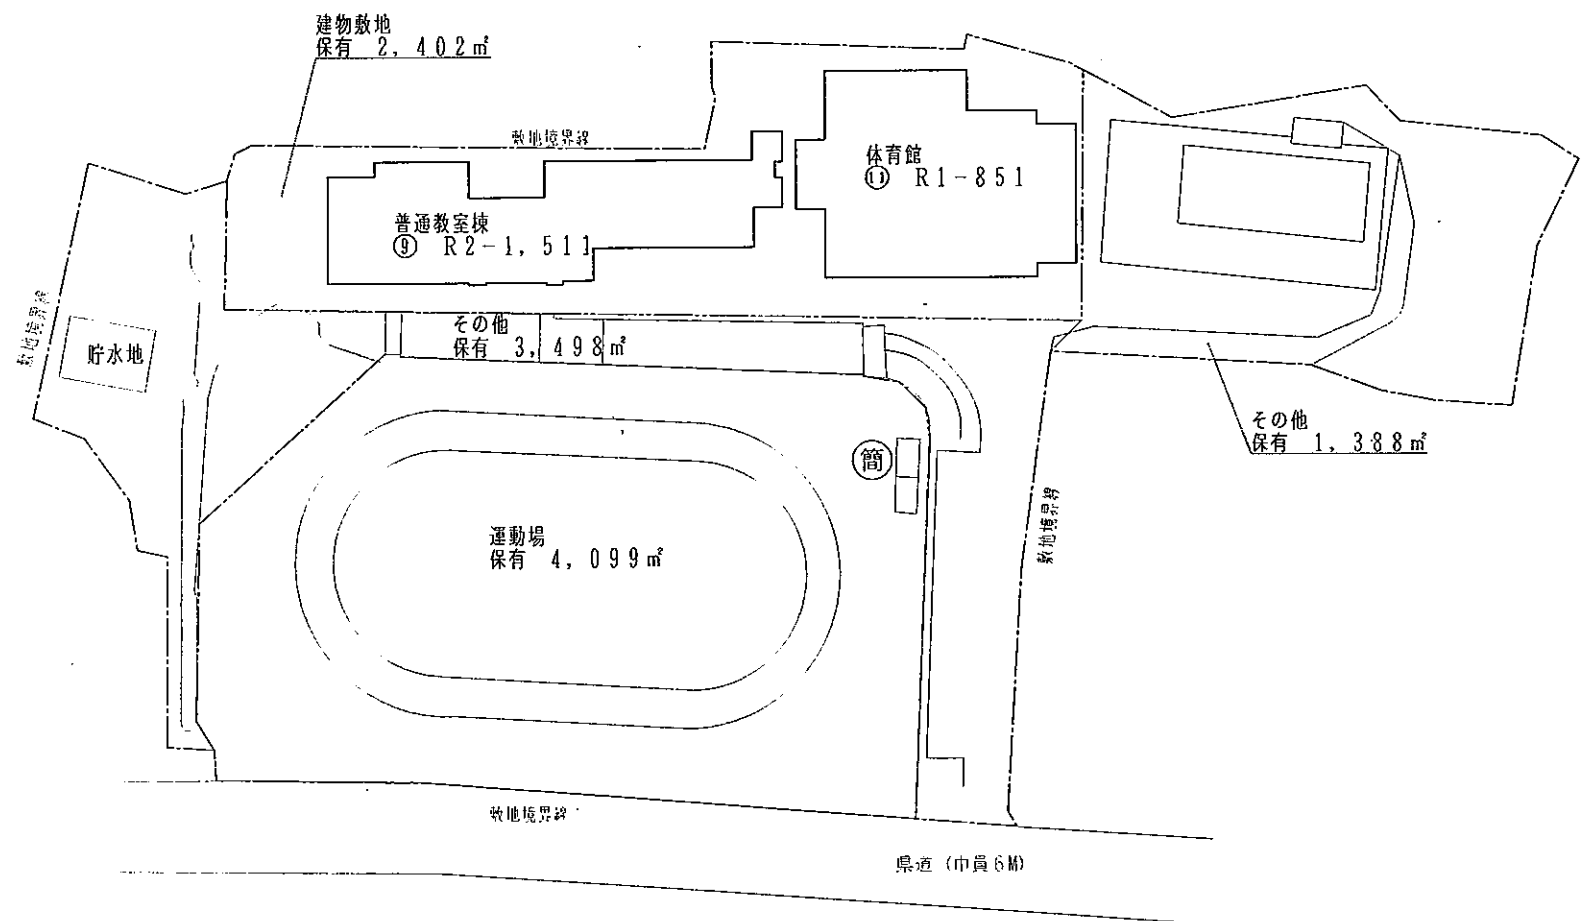 建物敷地
保有 2,402㎡
敷地境界線
体育館
⑪ R1-851
普通教室棟
⑨ R2-1,511
敷地境界線
貯水地
その他
保有 3,498㎡
その他
保有 1,388㎡
簡
運動場
保有 4,099㎡
敷地境界線
敷地境界線
県道(巾員6M)